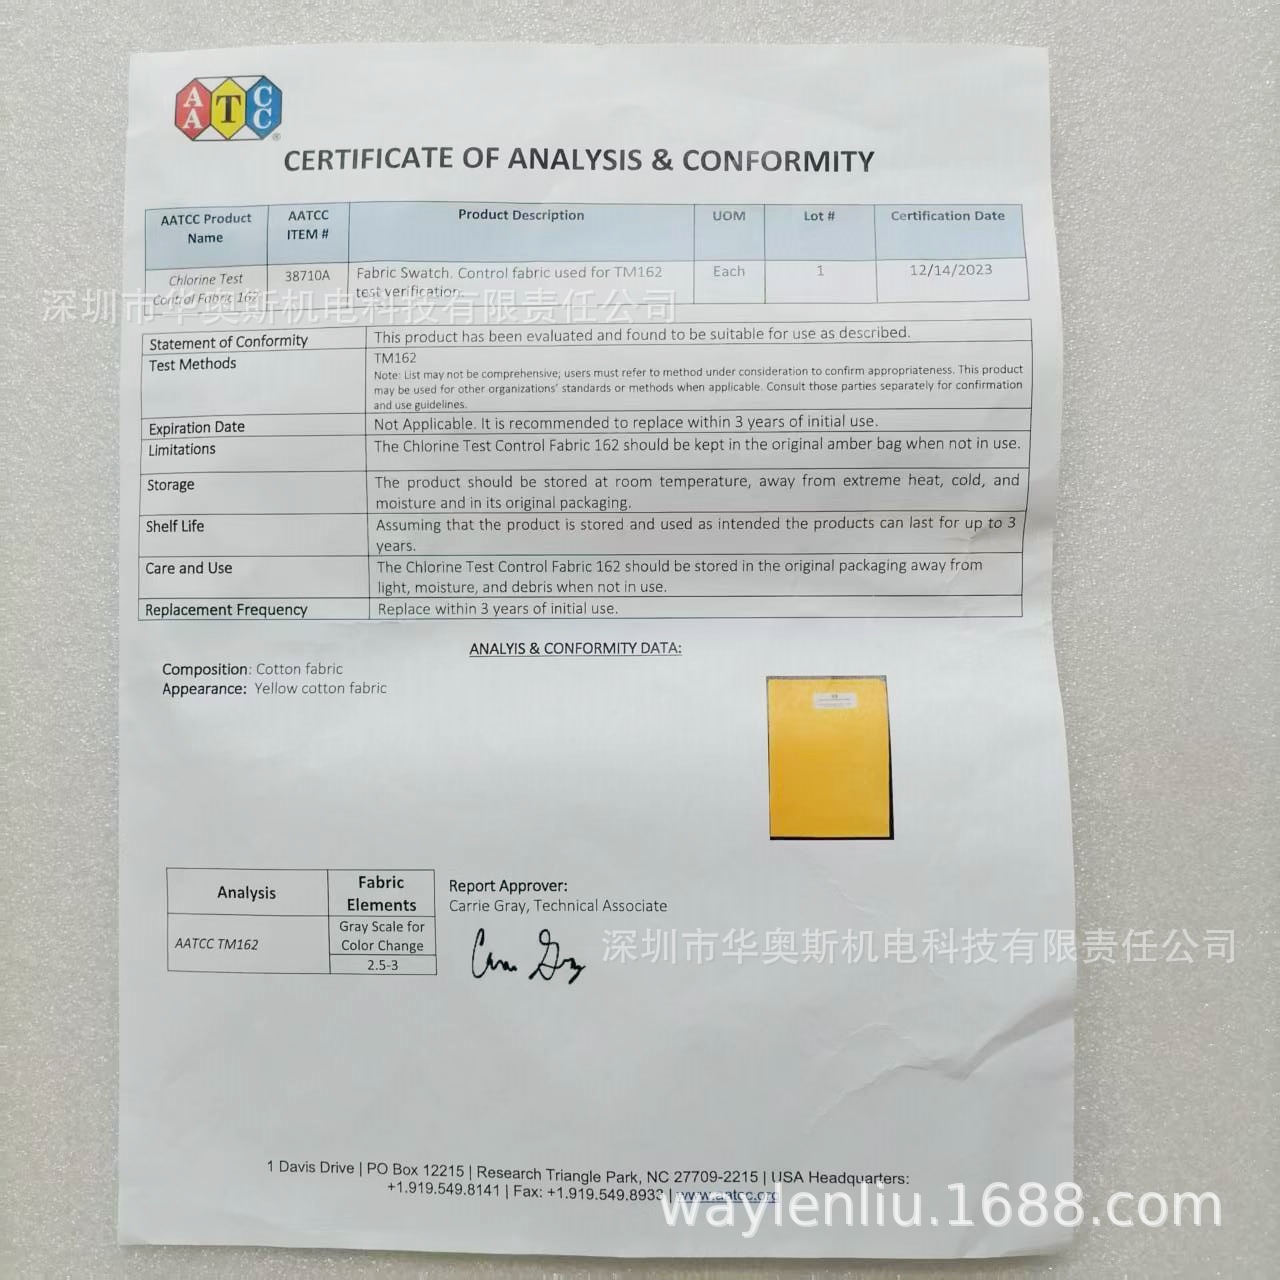 AATCC®
CERTIFICATE OF ANALYSIS & CONFORMITY
AATCC Product Name
AATCC ITEM #
Product Description
UOM
Lot #
Certification Date
Chlorine Test
Control Fabric 162
38710A
Fabric Swatch. Control fabric used for TM162
test verification.
Each
1
12/14/2023
深圳市华奥斯机电科技有限责任公司
Statement of Conformity
This product has been evaluated and found to be suitable for use as described.
Test Methods
TM162
Note: List may not be comprehensive; users must refer to method under consideration to confirm appropriateness. This product
may be used for other organizations' standards or methods when applicable. Consult those parties separately for confirmation
and use guidelines.
Expiration Date
Not Applicable. It is recommended to replace within 3 years of initial use.
Limitations
The Chlorine Test Control Fabric 162 should be kept in the original amber bag when not in use.
Storage
The product should be stored at room temperature, away from extreme heat, cold, and
moisture and in its original packaging.
Shelf Life
Assuming that the product is stored and used as intended the products can last for up to 3
years.
Care and Use
The Chlorine Test Control Fabric 162 should be stored in the original packaging away from
light, moisture, and debris when not in use.
Replacement Frequency
Replace within 3 years of initial use.
ANALYIS & CONFORMITY DATA:
Composition: Cotton fabric
Appearance: Yellow cotton fabric
Analysis
Fabric
Elements
AATCC TM162
Gray Scale for
Color Change
2.5-3
Report Approver:
Carrie Gray, Technical Associate
深圳市华奥斯机电科技有限责任公司
1 Davis Drive | PO Box 12215 | Research Triangle Park, NC 27709-2215 | USA Headquarters:
+1.919.549.8141 | Fax: +1.919.549.8933 | www.aatcc.org
waylenliu.1688.com